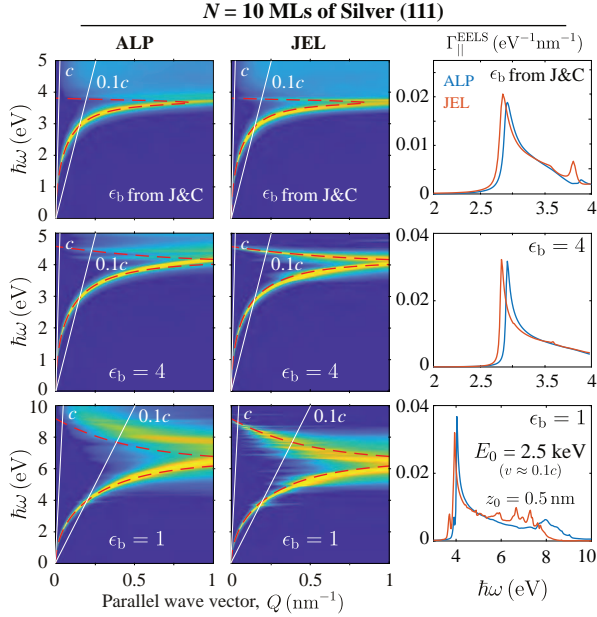 N = 10 MLs of Silver (111)
ALP
JEL
Γ||^EELS (eV⁻¹nm⁻¹)
ħω (eV)
5
4
3
2
1
0
c
0.1c
ϵb from J&C
c
0.1c
ϵb from J&C
ALP
JEL
ϵb from J&C
0.02
0.01
0
2
2.5
3
3.5
4
ħω (eV)
5
4
3
2
1
0
c
0.1c
ϵb = 4
c
0.1c
ϵb = 4
0.04
0.02
0
2
2.5
3
3.5
4
ϵb = 4
ħω (eV)
10
8
6
4
2
0
c
0.1c
ϵb = 1
0
0.5
1
c
0.1c
ϵb = 1
0
0.5
1
0.04
0.02
0
ϵb = 1
E0 = 2.5 keV
(v ≈ 0.1c)
z0 = 0.5 nm
4
6
8
10
Parallel wave vector, Q (nm⁻¹)
ħω (eV)